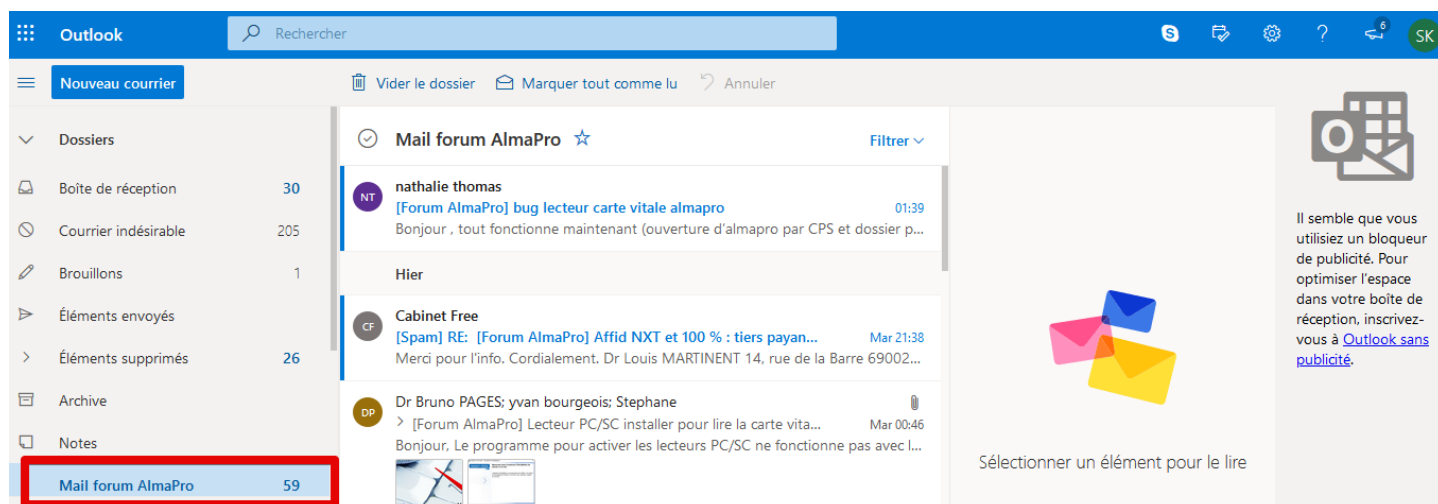 Outlook
Rechercher
S
6
SK
Nouveau courrier
Vider le dossier
Marquer tout comme lu
Annuler
Dossiers
Boîte de réception 30
Courrier indésirable 205
Brouillons 1
Éléments envoyés
Éléments supprimés 26
Archive
Notes
Mail forum AlmaPro 59
Mail forum AlmaPro
Filtrer
NT
nathalie thomas
[Forum AlmaPro] bug lecteur carte vitale almapro 01:39
Bonjour , tout fonctionne maintenant (ouverture d'almapro par CPS et dossier p...
Hier
CF
Cabinet Free
[Spam] RE: [Forum AlmaPro] Affid NXT et 100 % : tiers payan... Mar 21:38
Merci pour l'info. Cordialement. Dr Louis MARTINENT 14, rue de la Barre 69002...
DP
Dr Bruno PAGES; yvan bourgeois; Stephane
> [Forum AlmaPro] Lecteur PC/SC installer pour lire la carte vita... Mar 00:46
Bonjour, Le programme pour activer les lecteurs PC/SC ne fonctionne pas avec l...
Sélectionner un élément pour le lire
O
Il semble que vous
utilisiez un bloqueur
de publicité. Pour
optimiser l'espace
dans votre boîte de
réception, inscrivez-
vous à Outlook sans
publicité.